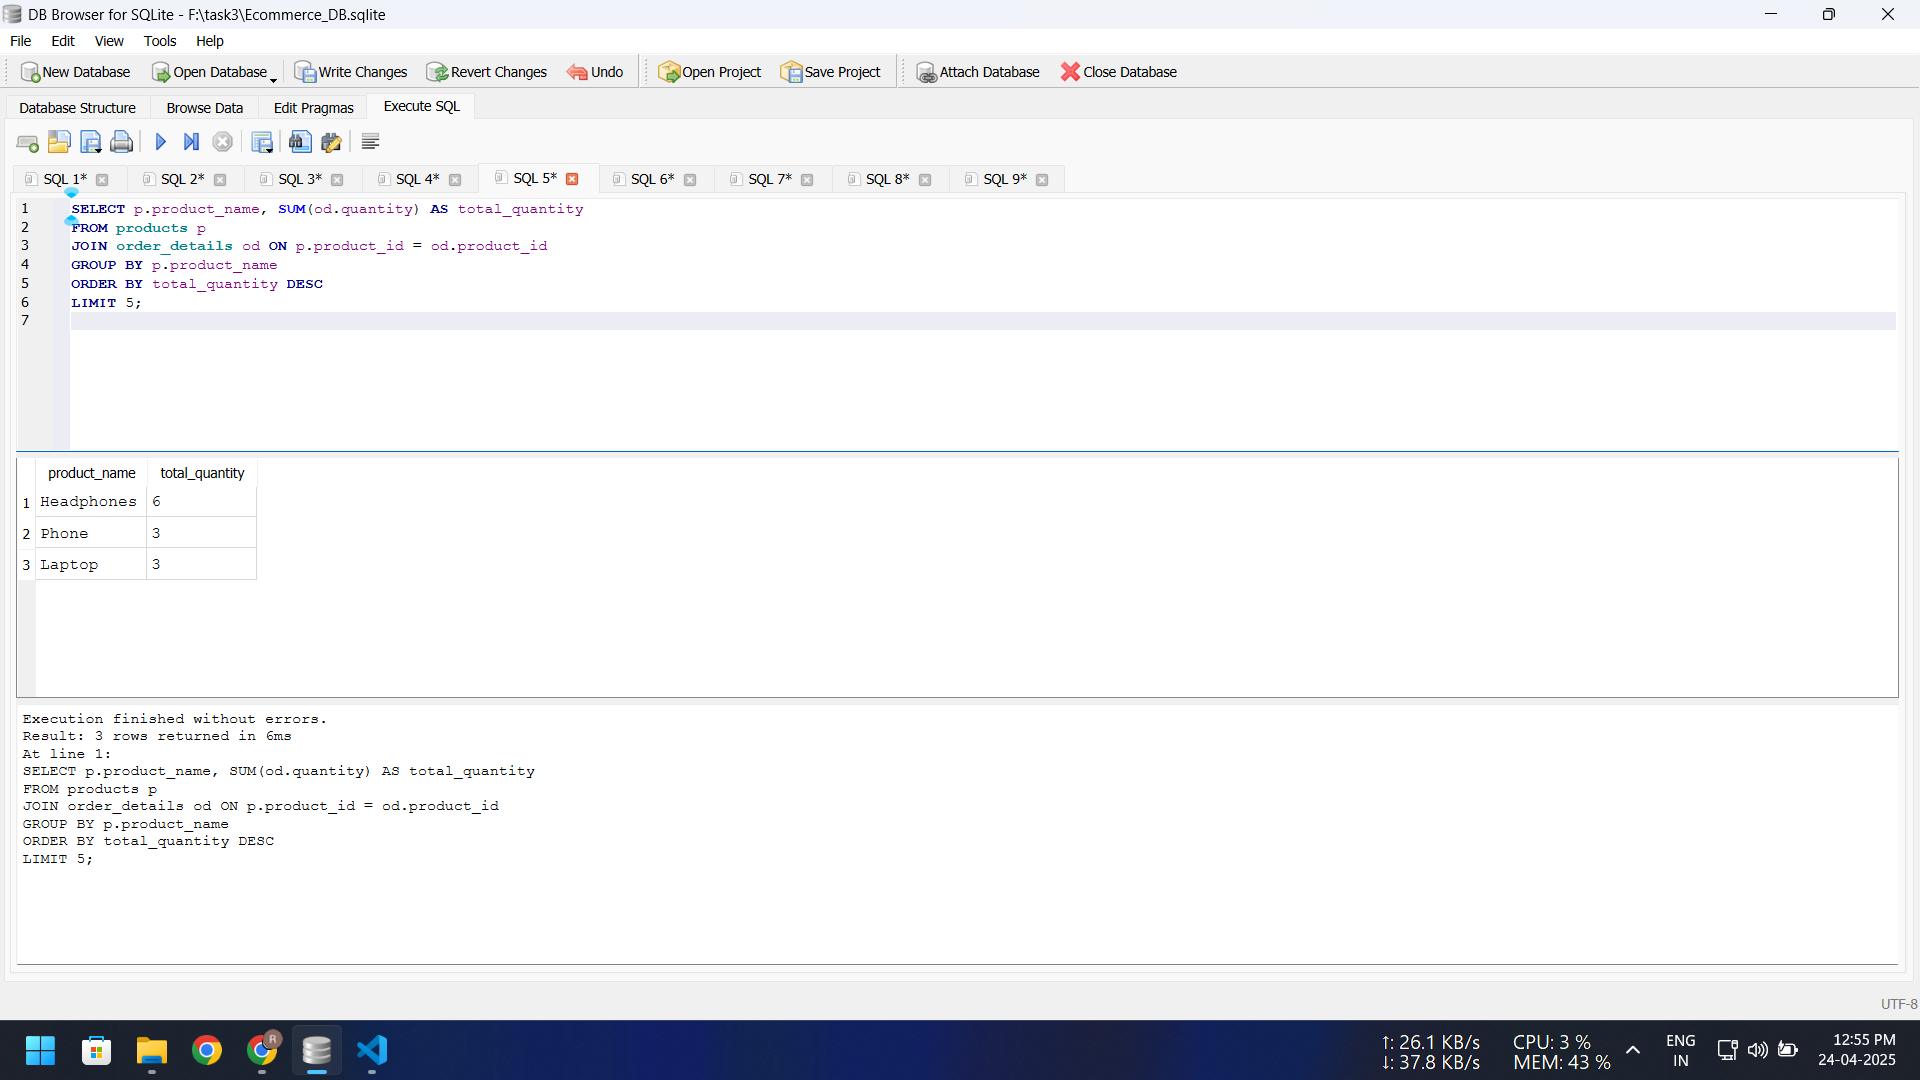 DB Browser for SQLite - F:\task3\Ecommerce_DB.sqlite
File Edit View Tools Help
New Database Open Database Write Changes Revert Changes Undo Open Project Save Project Attach Database Close Database
Database Structure Browse Data Edit Pragmas Execute SQL
SQL 1* SQL 2* SQL 3* SQL 4* SQL 5* SQL 6* SQL 7* SQL 8* SQL 9*
1 SELECT p.product_name, SUM(od.quantity) AS total_quantity
2 FROM products p
3 JOIN order_details od ON p.product_id = od.product_id
4 GROUP BY p.product_name
5 ORDER BY total_quantity DESC
6 LIMIT 5;
7
product_name total_quantity
1 Headphones 6
2 Phone 3
3 Laptop 3
Execution finished without errors.
Result: 3 rows returned in 6ms
At line 1:
SELECT p.product_name, SUM(od.quantity) AS total_quantity
FROM products p
JOIN order_details od ON p.product_id = od.product_id
GROUP BY p.product_name
ORDER BY total_quantity DESC
LIMIT 5;
UTF-8
R
↑: 26.1 KB/s CPU: 3 % ENG 12:55 PM
↓: 37.8 KB/s MEM: 43 % IN 24-04-2025